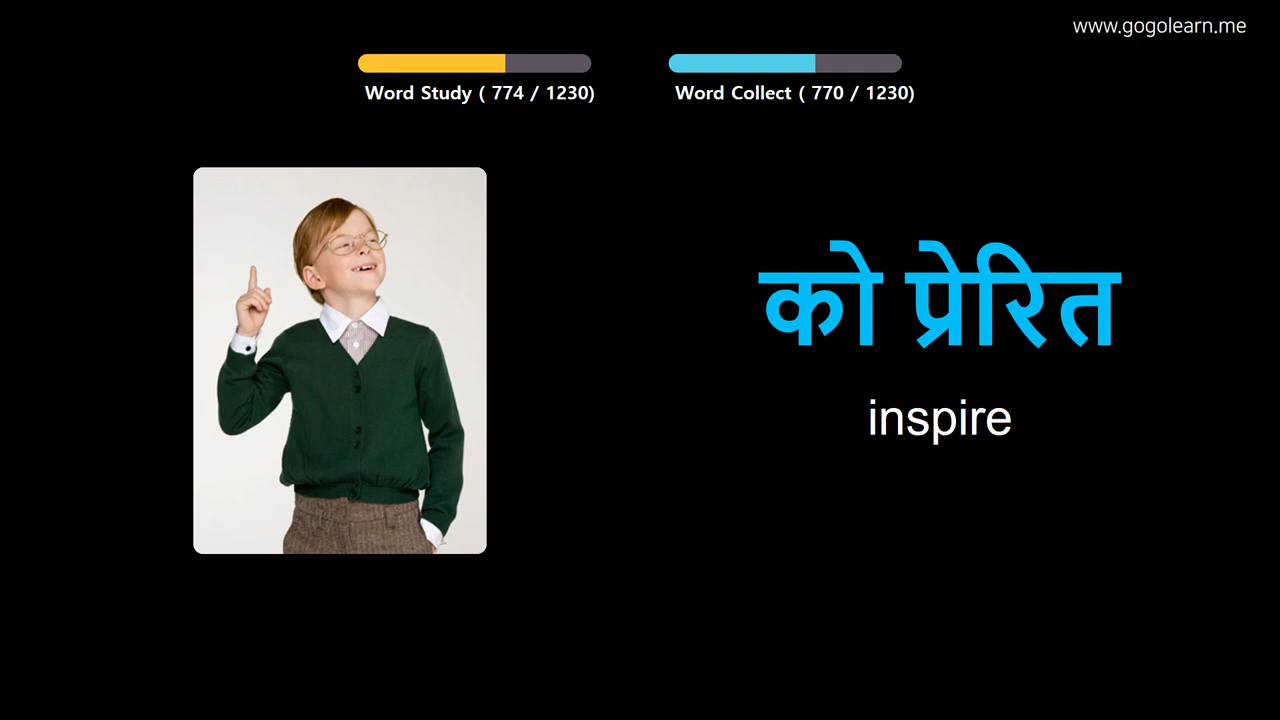 www.gogolearn.me
Word Study ( 774 / 1230)
Word Collect ( 770 / 1230)
को प्रेरित
inspire